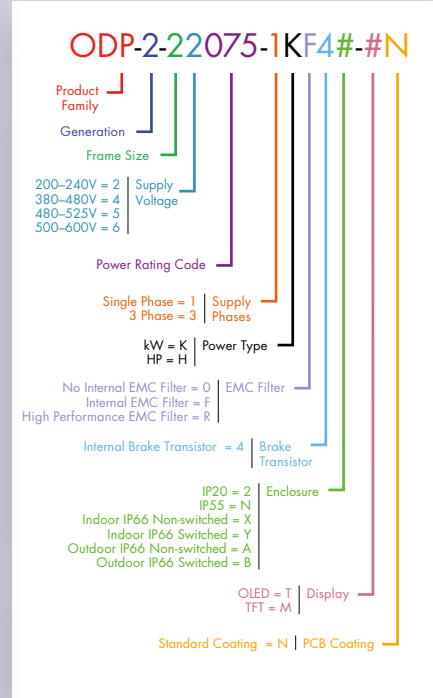 ODP-2-22075-1KF4#-#N
Product
Family
Generation
Frame Size
200–240V = 2 Supply
380–480V = 4 Voltage
480–525V = 5
500–600V = 6
Power Rating Code
Single Phase = 1 Supply
3 Phase = 3 Phases
kW = K Power Type
HP = H
No Internal EMC Filter = 0 EMC Filter
Internal EMC Filter = F
High Performance EMC Filter = R
Internal Brake Transistor = 4 Brake
Transistor
IP20 = 2 Enclosure
IP55 = N
Indoor IP66 Non-switched = X
Indoor IP66 Switched = Y
Outdoor IP66 Non-switched = A
Outdoor IP66 Switched = B
OLED = T Display
TFT = M
Standard Coating = N PCB Coating